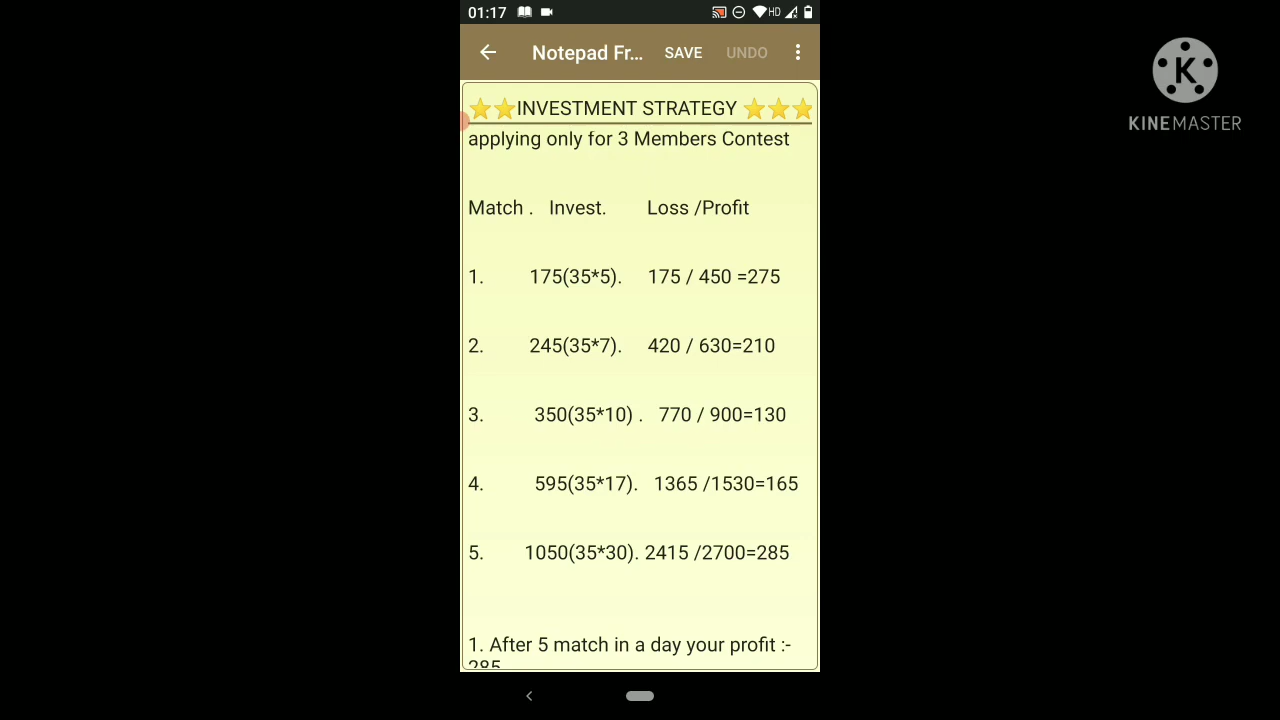 01:17 HD
Notepad Fr... SAVE UNDO
⭐⭐INVESTMENT STRATEGY ⭐⭐⭐
applying only for 3 Members Contest
Match . Invest. Loss /Profit
1. 175(35*5). 175 / 450 =275
2. 245(35*7). 420 / 630=210
3. 350(35*10) . 770 / 900=130
4. 595(35*17). 1365 /1530=165
5. 1050(35*30). 2415 /2700=285
1. After 5 match in a day your profit :-
285
K
KINEMASTER